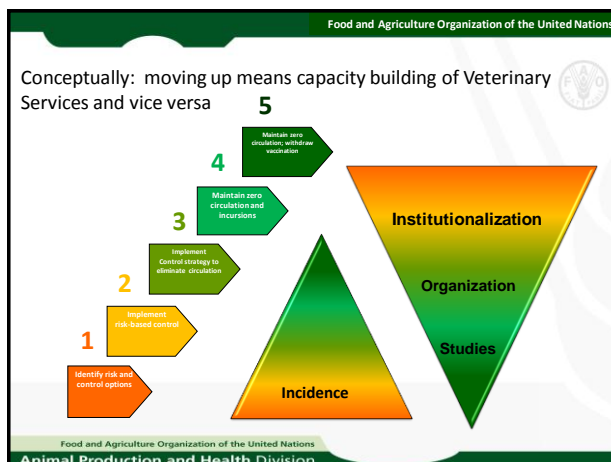 Food and Agriculture Organization of the United Nations
Conceptually: moving up means capacity building of Veterinary
Services and vice versa
5
Maintain zero
circulation; withdraw
vaccination
4
Maintain zero
circulation and
incursions
3
Implement
Control strategy to
eliminate circulation
2
Implement
risk-based control
1
Identify risk and
control options
Incidence
Institutionalization
Organization
Studies
Food and Agriculture Organization of the United Nations
Animal Production and Health Division